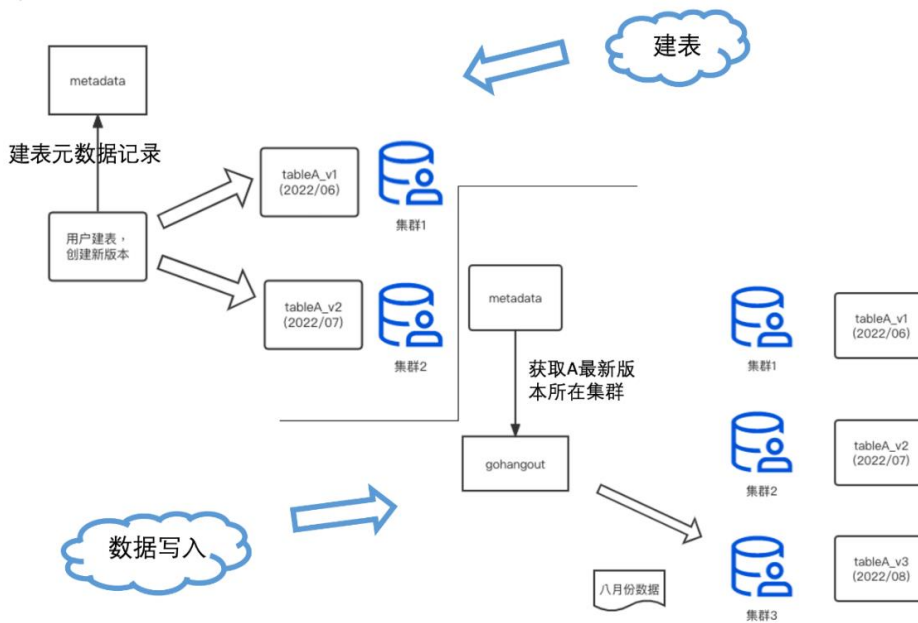 建表
metadata
建表元数据记录
用户建表，
创建新版本
tableA_v1
(2022/06)
集群1
tableA_v2
(2022/07)
集群2
metadata
获取A最新版
本所在集群
gohangout
数据写入
八月份数据
集群1
tableA_v1
(2022/06)
集群2
tableA_v2
(2022/07)
集群3
tableA_v3
(2022/08)